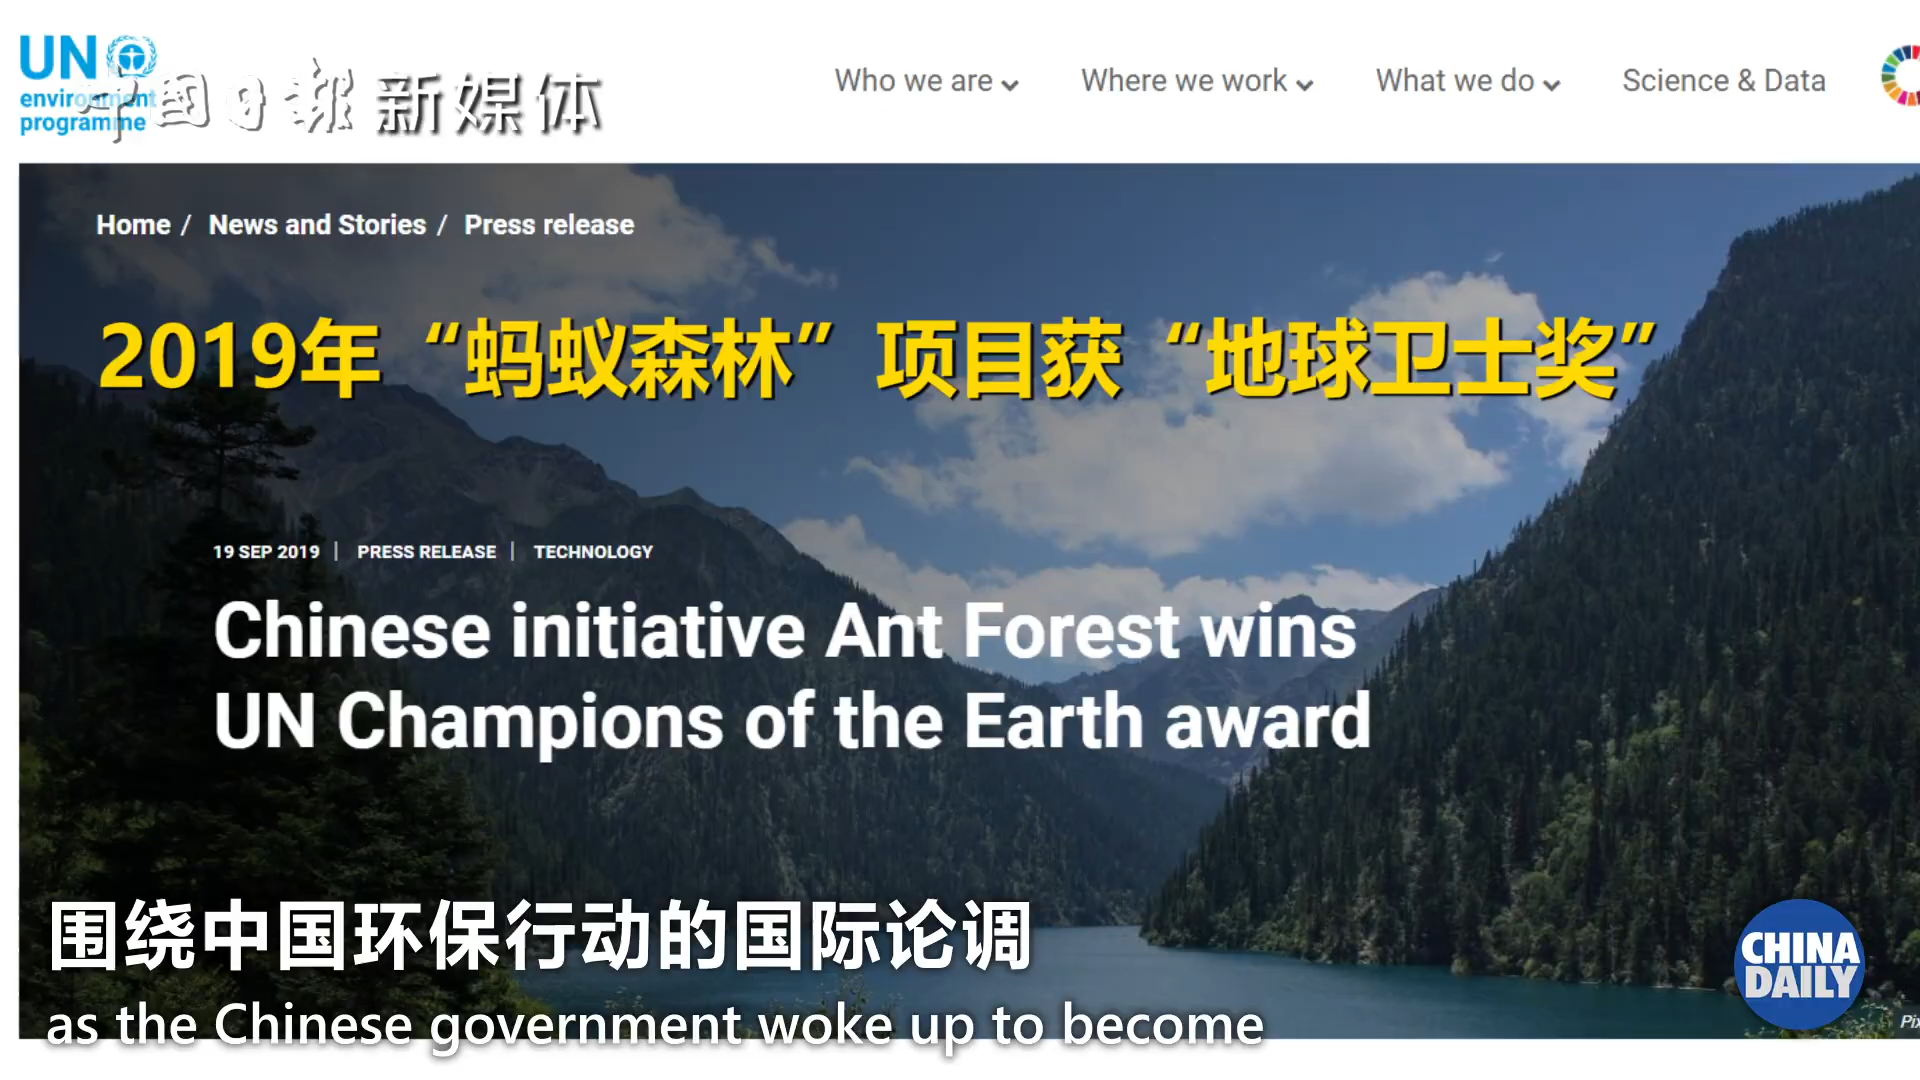 UN
environment
programme
中国日报 新媒体
Who we are
Where we work
What we do
Science & Data
Home / News and Stories / Press release
2019年“蚂蚁森林”项目获“地球卫士奖”
19 SEP 2019 | PRESS RELEASE | TECHNOLOGY
Chinese initiative Ant Forest wins
UN Champions of the Earth award
围绕中国环保行动的国际论调
as the Chinese government woke up to become
CHINA
DAILY